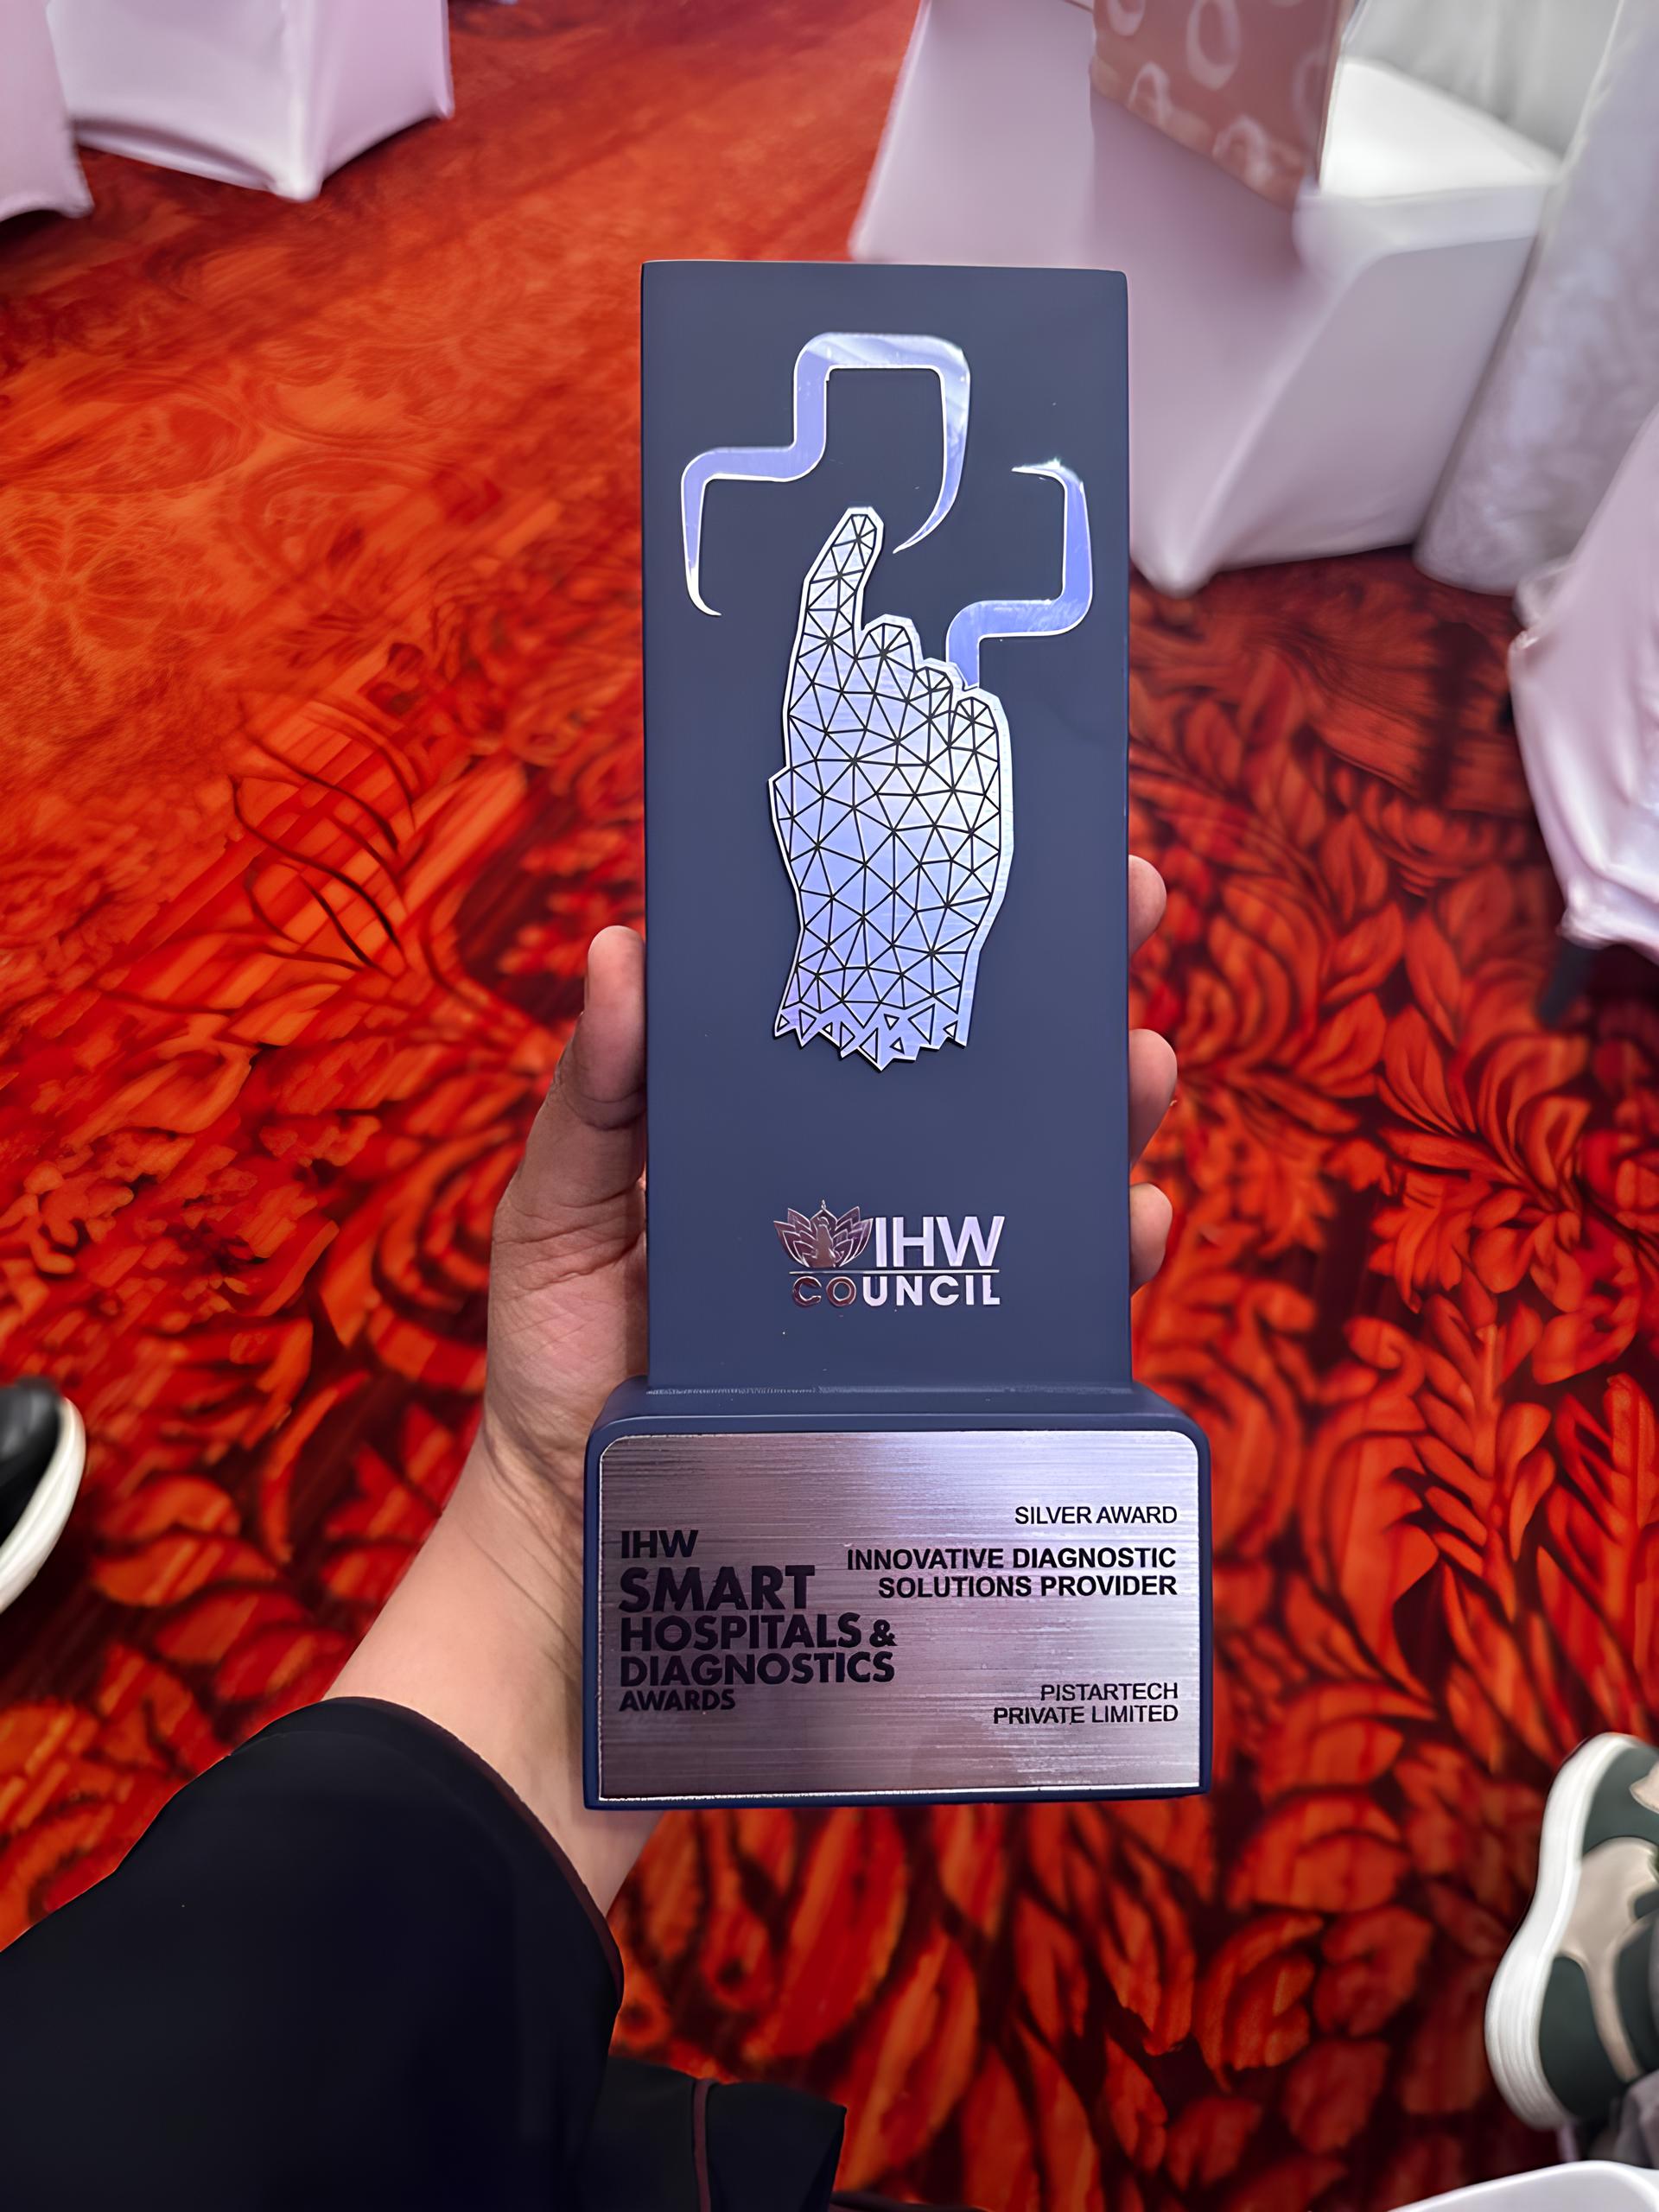 IHW
COUNCIL
IHW
SMART
HOSPITALS &
DIAGNOSTICS
AWARDS
SILVER AWARD
INNOVATIVE DIAGNOSTIC
SOLUTIONS PROVIDER
PISTARTECH
PRIVATE LIMITED